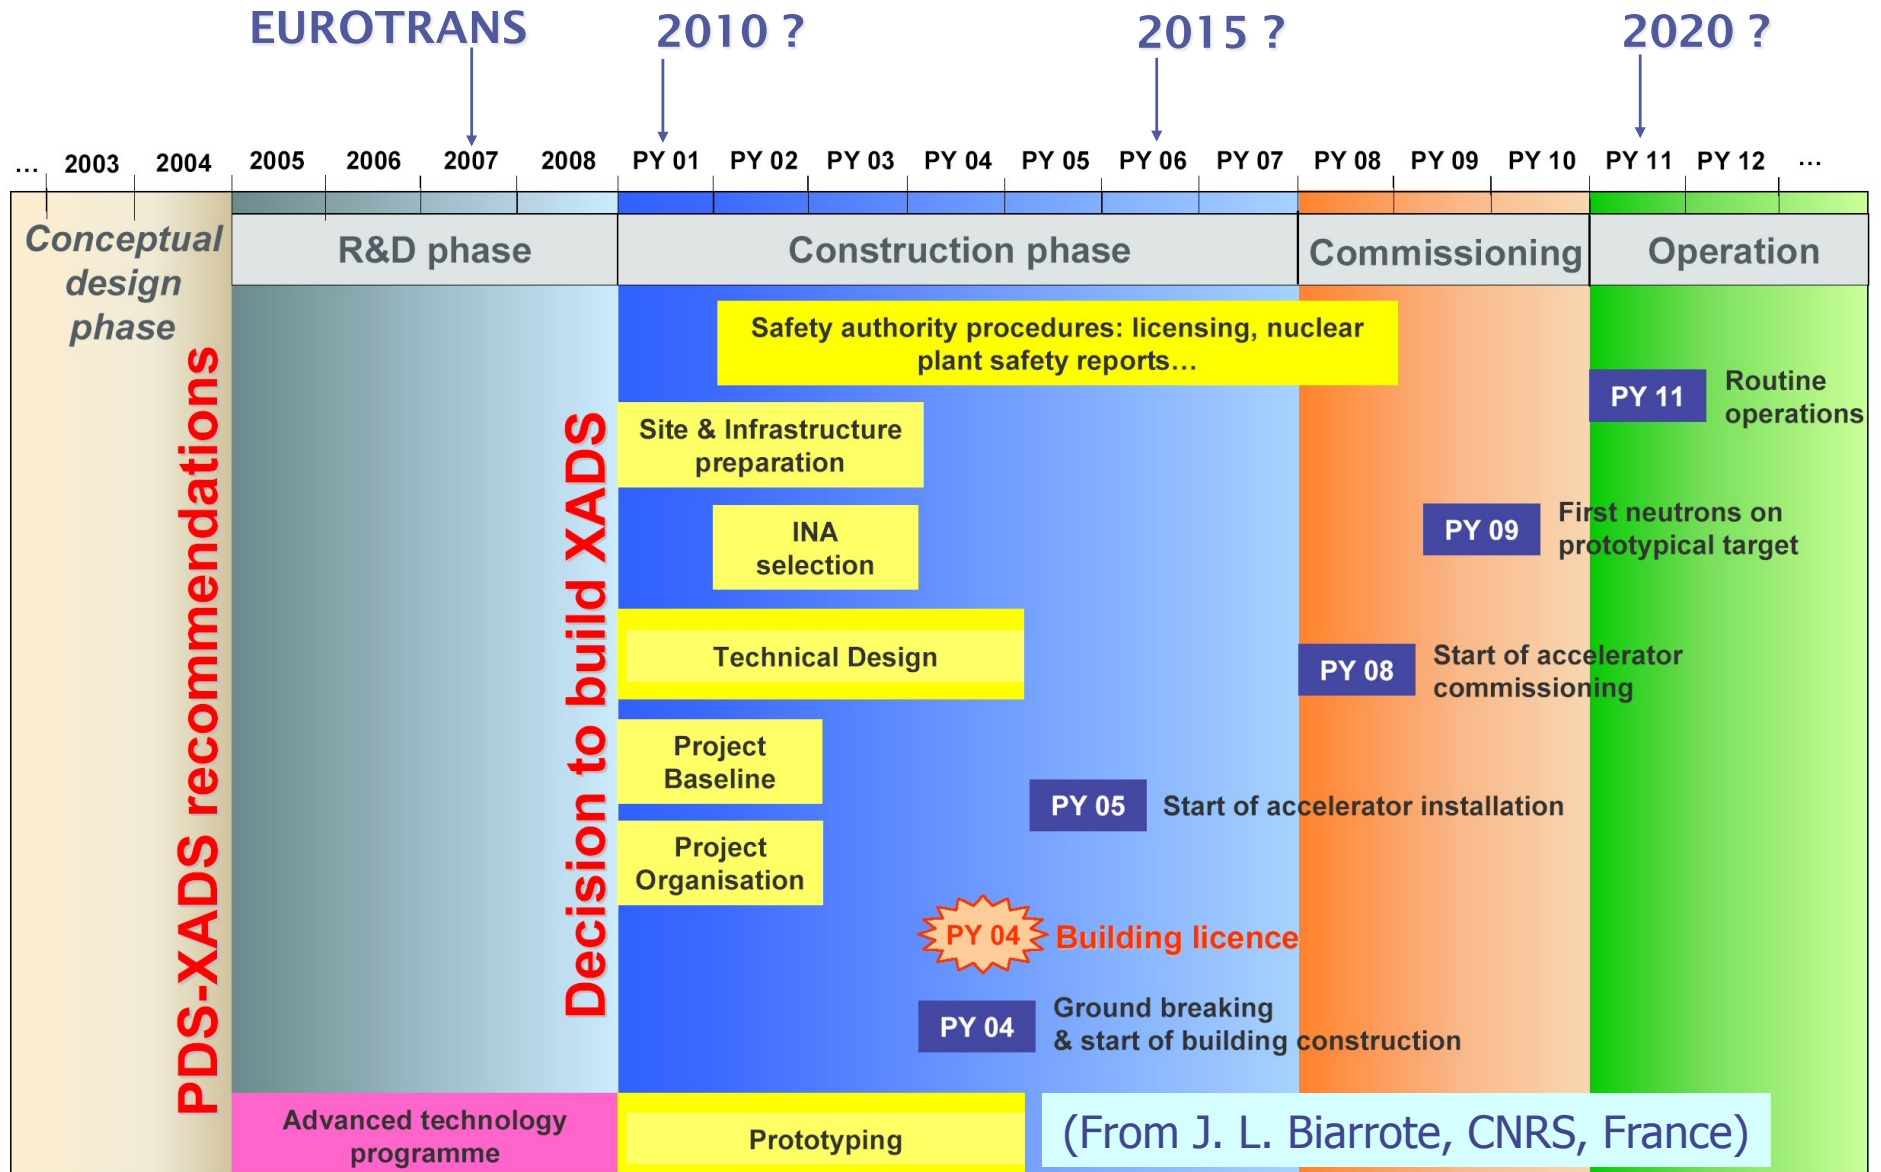 EUROTRANS
2010 ?
2015 ?
2020 ?
... 2003 2004 2005 2006 2007 2008 PY 01 PY 02 PY 03 PY 04 PY 05 PY 06 PY 07 PY 08 PY 09 PY 10 PY 11 PY 12 ...
Conceptual
design
phase
R&D phase
Construction phase
Commissioning
Operation
PDS-XADS recommendations
Decision to build XADS
Safety authority procedures: licensing, nuclear
plant safety reports...
PY 11
Routine
operations
Site & Infrastructure
preparation
INA
selection
PY 09
First neutrons on
prototypical target
Technical Design
PY 08
Start of accelerator
commissioning
Project
Baseline
PY 05
Start of accelerator installation
Project
Organisation
PY 04
Building licence
PY 04
Ground breaking
& start of building construction
Advanced technology
programme
Prototyping
(From J. L. Biarrote, CNRS, France)